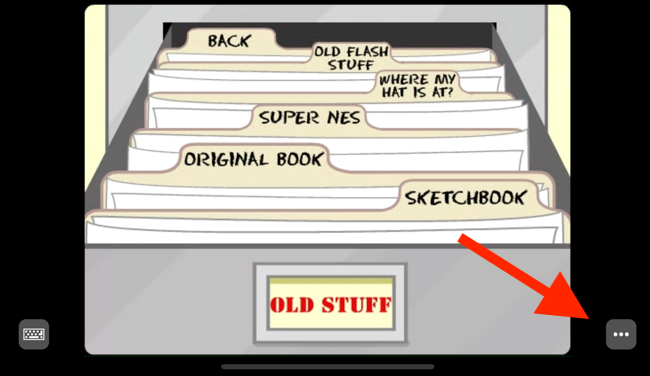 BACK
OLD FLASH
STUFF
WHERE MY
HAT IS AT?
SUPER NES
ORIGINAL BOOK
SKETCHBOOK
OLD STUFF